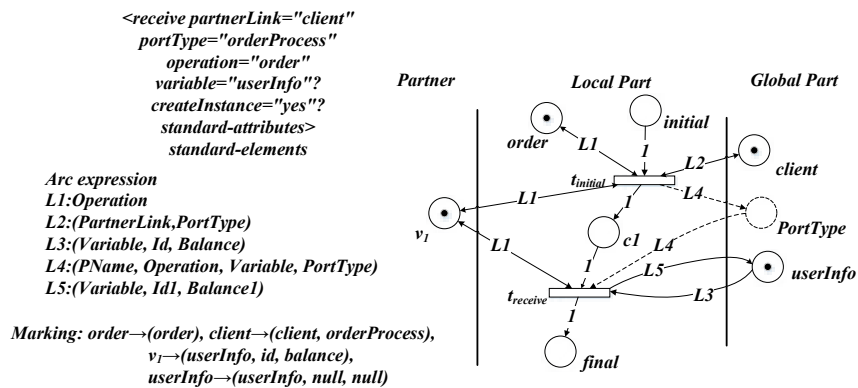 <receive partnerLink="client"
portType="orderProcess"
operation="order"
variable="userInfo"?
createInstance="yes"?
standard-attributes>
standard-elements
Arc expression
L1:Operation
L2:(PartnerLink,PortType)
L3:(Variable, Id, Balance)
L4:(PName, Operation, Variable, PortType)
L5:(Variable, Id1, Balance1)
Marking: order→(order), client→(client, orderProcess),
v1→(userInfo, id, balance),
userInfo→(userInfo, null, null)
Partner
Local Part
Global Part
order
initial
L1
1
L2
client
tinitial
L1
L4
1
v1
c1
PortType
L1
L4
1
L5
userInfo
treceive
L3
1
final